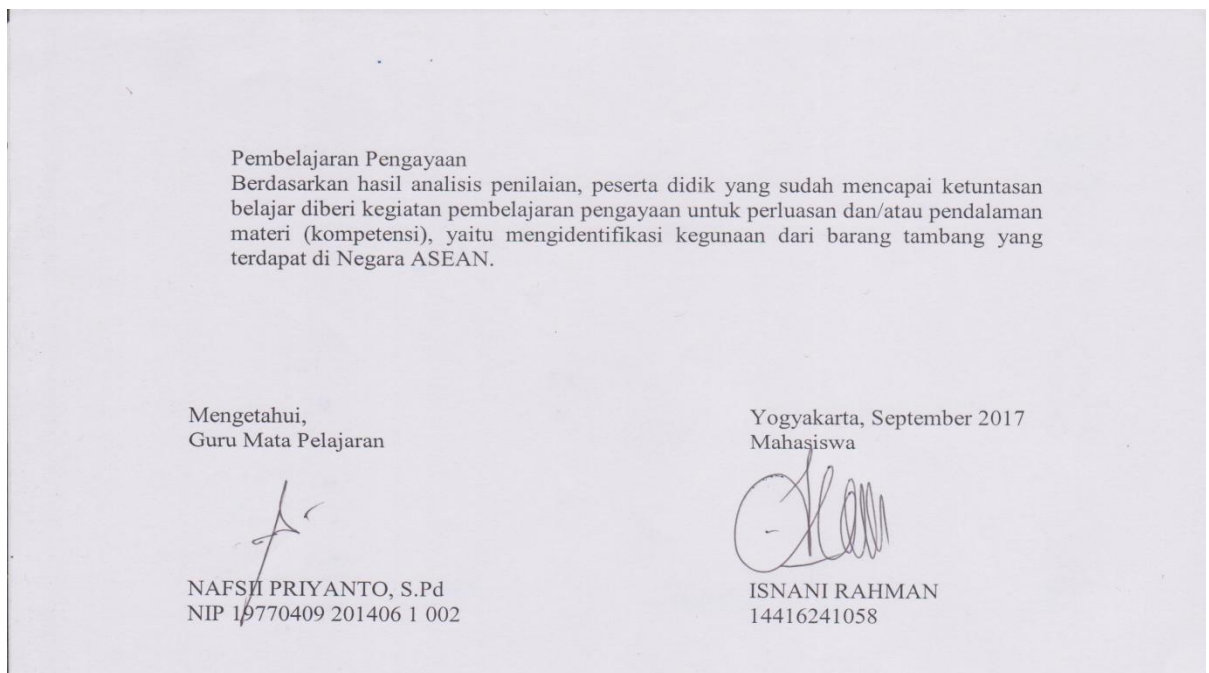 Pembelajaran Pengayaan
Berdasarkan hasil analisis penilaian, peserta didik yang sudah mencapai ketuntasan
belajar diberi kegiatan pembelajaran pengayaan untuk perluasan dan/atau pendalaman
materi (kompetensi), yaitu mengidentifikasi kegunaan dari barang tambang yang
terdapat di Negara ASEAN.
Mengetahui,
Guru Mata Pelajaran
NAFSII PRIYANTO, S.Pd
NIP 19770409 201406 1 002
Yogyakarta, September 2017
Mahasiswa
ISNANI RAHMAN
14416241058